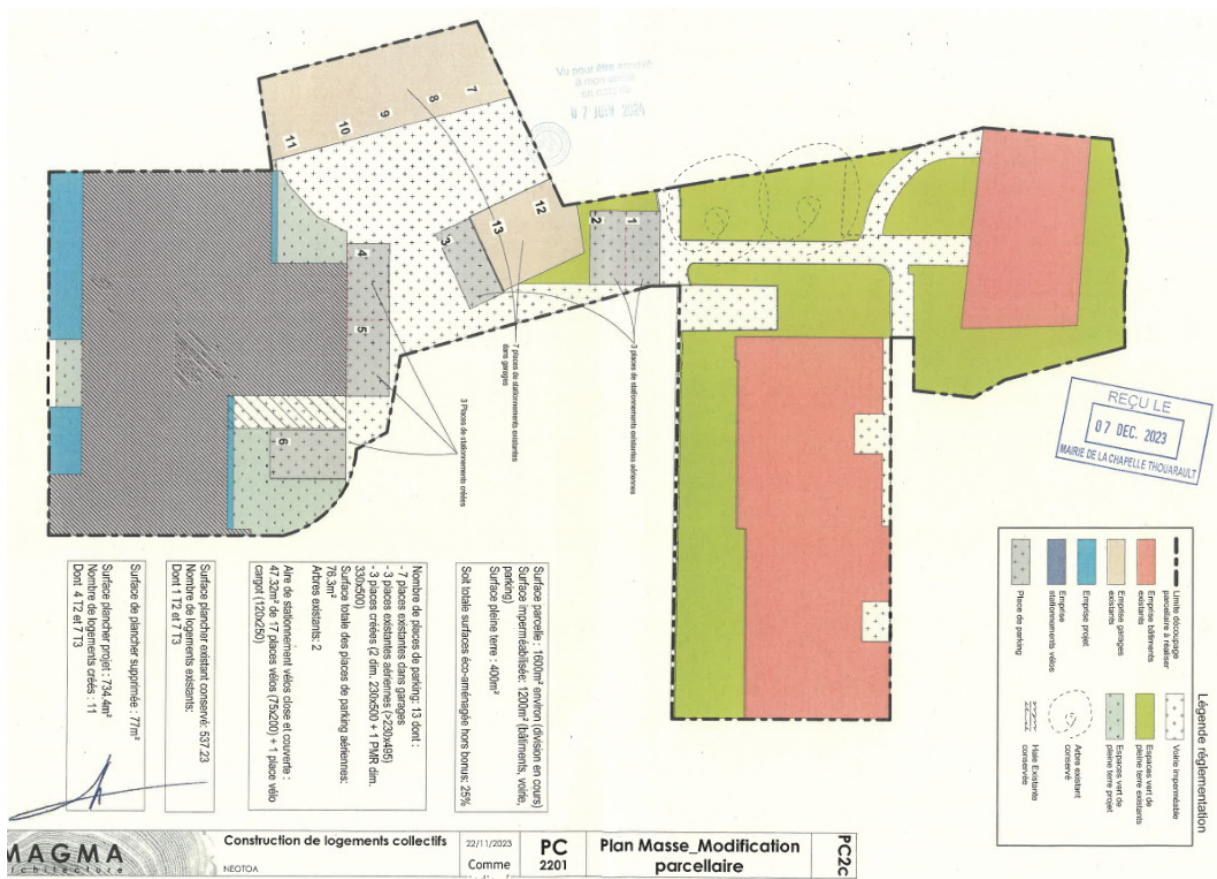 Vu pour être annexé
à mon arrêté
en date du
07 JUIN 2024
7
8
9
10
11
12
13
1
2
3
4
5
6
3 places de stationnements existantes aériennes
7 places de stationnements existantes
dans garages
3 Places de stationnements créées
REÇU LE
07 DEC. 2023
MAIRIE DE LA CHAPELLE THOUARAULT
Légende réglementation
Limite découpage
parcellaire à réaliser
Emprise bâtiments
existants
Emprise garages
existants
Emprise projet
Emprise
stationnements vélos
Place de parking
Voirie imperméable
Espaces vert de
pleine terre existants
Espaces vert de
pleine terre projet
Arbre existant
conservé
Haie Existante
conservée
Surface parcelle : 1600m² environ (division en cours)
Surface imperméabilisée: 1200m² (bâtiments, voirie,
parking)
Surface pleine terre : 400m²
Soit totale surfaces éco-aménagée hors bonus: 25%
Nombre de places de parking: 13 dont :
- 7 places existantes dans garages
- 3 places existantes aériennes (>230x495)
- 3 places créées (2 dim. 230x500 + 1 PMR dim.
330x500)
Surface totale des places de parking aériennes:
76.3m²
Arbres existants: 2
Aire de stationnement vélos close et couverte :
47.32m² de 17 places vélos (75x200) + 1 place vélo
cargot (120x250)
Surface plancher existant conservé: 537.23
Nombre de logements existants:
Dont 1 T2 et 7 T3
Surface de plancher supprimée : 77m²
Surface plancher projet : 734.4m²
Nombre de logements créés : 11
Dont 4 T2 et 7 T3
MAGMA
architecture
Construction de logements collectifs
NEOTOA
22/11/2023
Comme
PC
2201
Plan Masse_Modification
parcellaire
PC2c